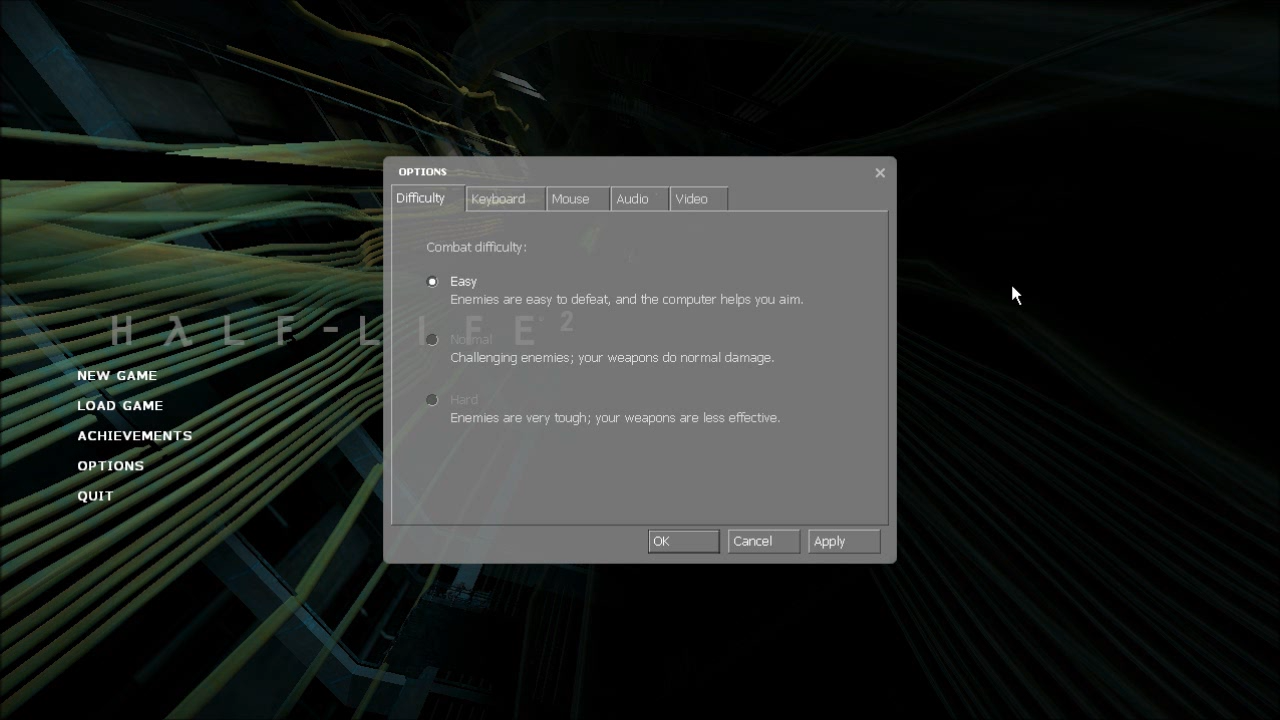 OPTIONS
Difficulty
Keyboard
Mouse
Audio
Video
Combat difficulty:
Easy
Enemies are easy to defeat, and the computer helps you aim.
HλLF-LIFE 2
Normal
Challenging enemies; your weapons do normal damage.
Hard
Enemies are very tough; your weapons are less effective.
NEW GAME
LOAD GAME
ACHIEVEMENTS
OPTIONS
QUIT
OK
Cancel
Apply